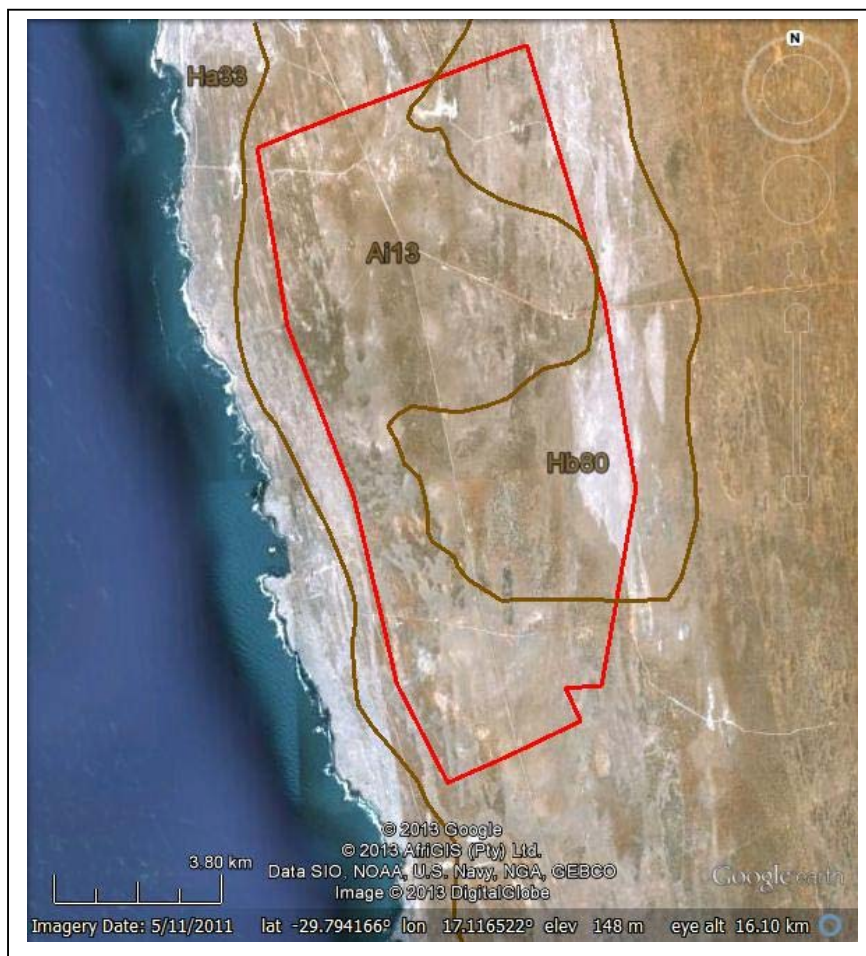 N
Ha33
Ai13
Hb80
3.80 km
© 2013 Google
© 2013 AfriGIS (Pty) Ltd.
Data SIO, NOAA, U.S. Navy, NGA, GEBCO
Image © 2013 DigitalGlobe
Google earth
Imagery Date: 5/11/2011 lat -29.794166° lon 17.116522° elev 148 m eye alt 16.10 km